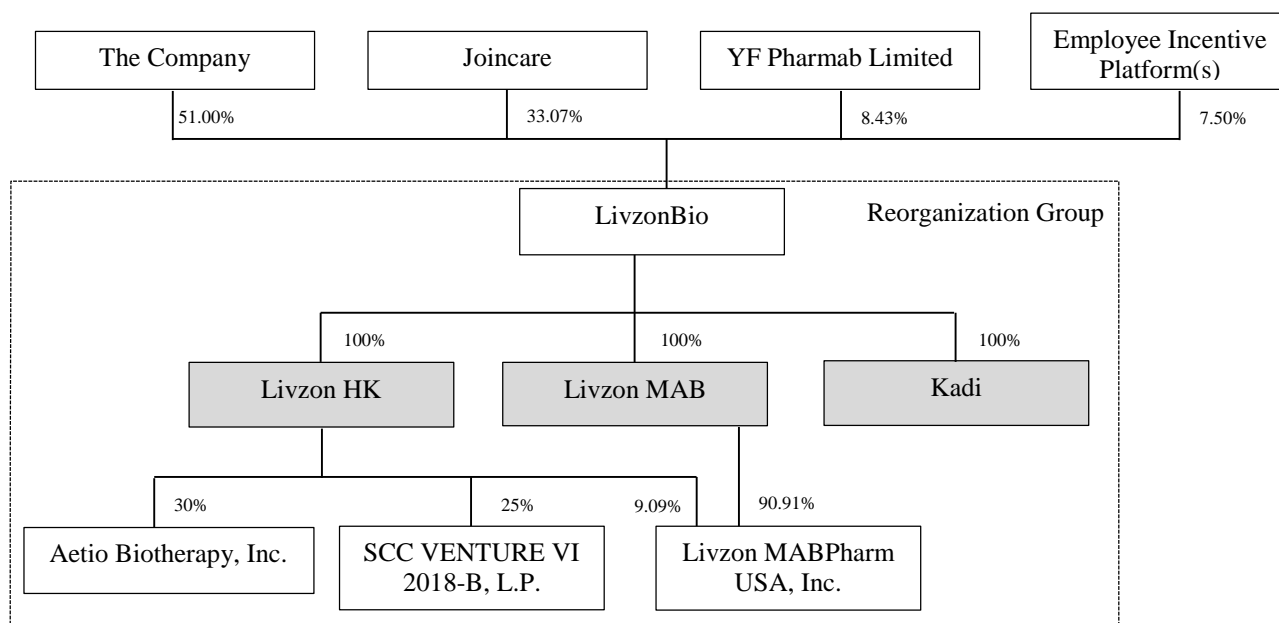 The Company
Joincare
YF Pharmab Limited
Employee Incentive
Platform(s)
51.00%
33.07%
8.43%
7.50%
LivzonBio
Reorganization Group
100%
100%
100%
Livzon HK
Livzon MAB
Kadi
30%
25%
9.09%
90.91%
Aetio Biotherapy, Inc.
SCC VENTURE VI
2018-B, L.P.
Livzon MABPharm
USA, Inc.